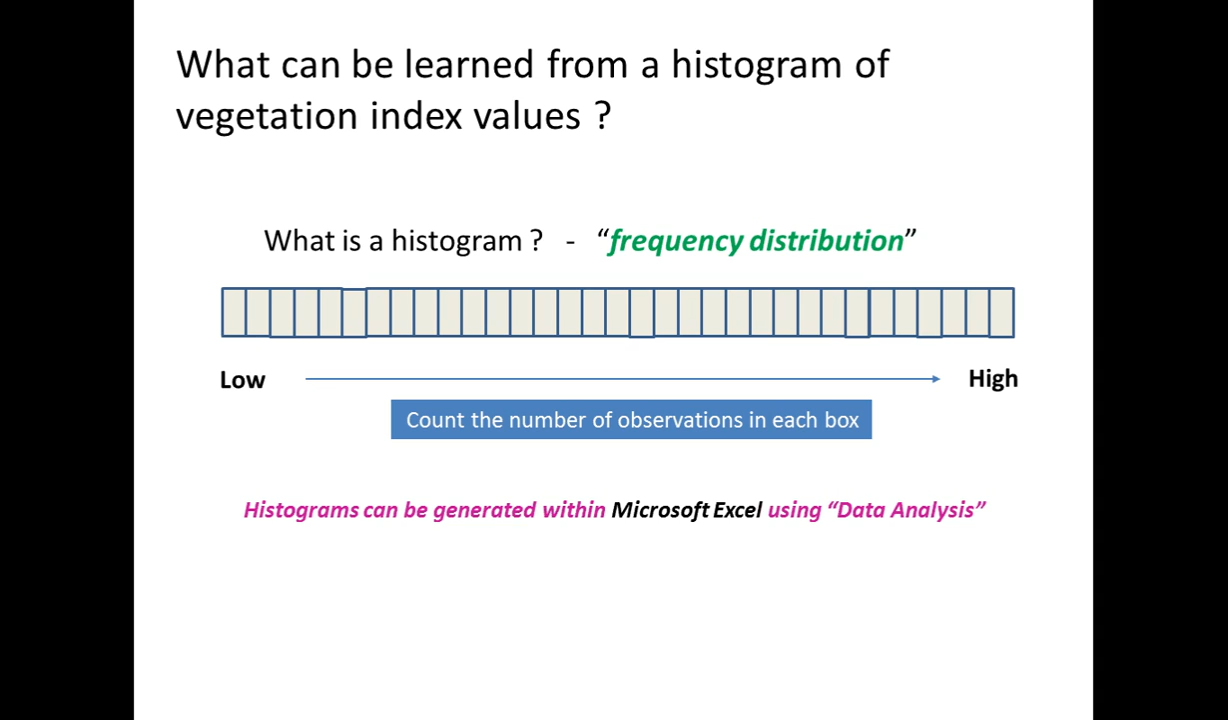 What can be learned from a histogram of
vegetation index values ?
What is a histogram ? - “frequency distribution”
Low High
Count the number of observations in each box
Histograms can be generated within Microsoft Excel using “Data Analysis”